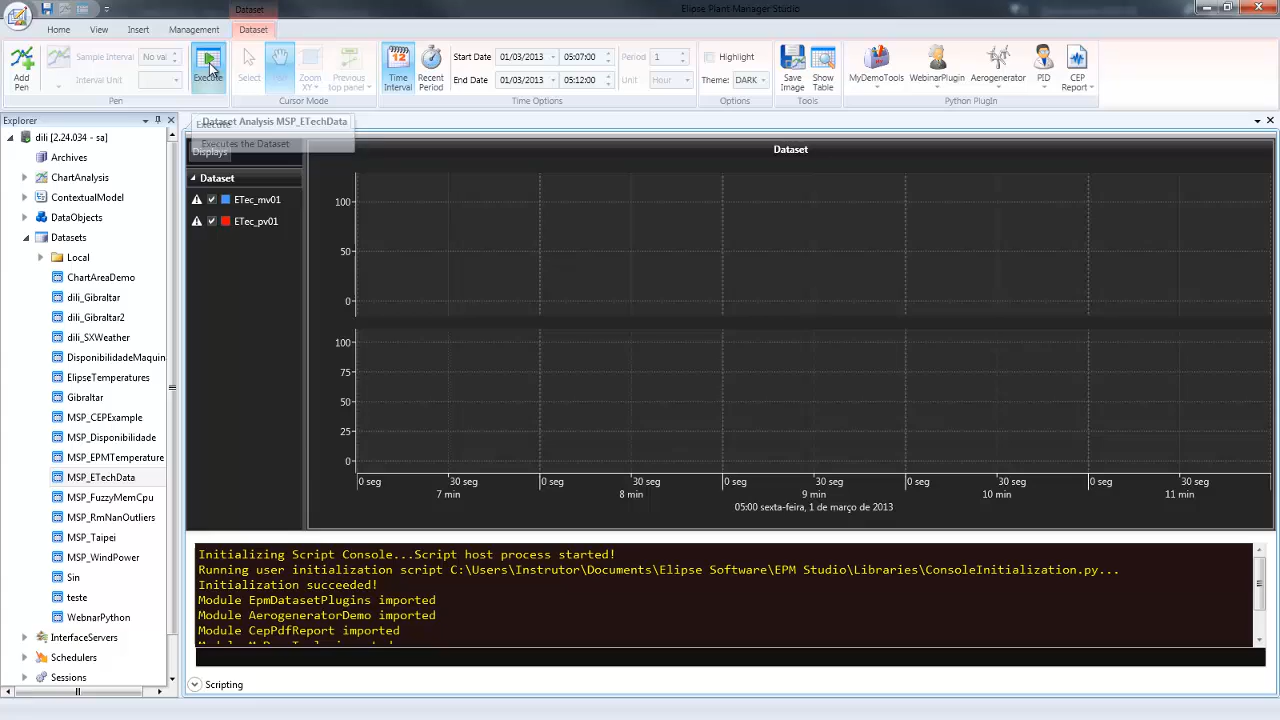 Dataset
Elipse Plant Manager Studio
Home
View
Insert
Management
Dataset
Add
Pen
Sample Interval
No val
Interval Unit
Pen
Execute
Select
Zoom
XY
Previous
top panel
Cursor Mode
Time
Interval
Recent
Period
Start Date 01/03/2013 05:07:00
End Date 01/03/2013 05:12:00
Period 1
Unit Hour
Time Options
Highlight
Theme: DARK
Options
Save
Image
Show
Table
Tools
MyDemoTools
WebinarPlugin
Aerogenerator
PID
CEP
Report
Python PlugIn
Explorer
dili [2.24.034 - sa]
Archives
ChartAnalysis
ContextualModel
DataObjects
Datasets
Local
ChartAreaDemo
dili_Gibraltar
dili_Gibraltar2
dili_SXWeather
DisponibilidadeMaquin
ElipseTemperatures
Gibraltar
MSP_CEPExample
MSP_Disponibilidade
MSP_EPMTemperature
MSP_ETechData
MSP_FuzzyMemCpu
MSP_RmNanOutliers
MSP_Taipei
MSP_WindPower
Sin
teste
WebnarPython
InterfaceServers
Schedulers
Sessions
Dataset Analysis MSP_ETechData
Execute
Executes the Dataset
Displays
Dataset
ETec_mv01
ETec_pv01
Dataset
100
50
0
100
75
50
25
0
0 seg 30 seg 0 seg 30 seg 0 seg 30 seg 0 seg 30 seg 0 seg 30 seg
7 min 8 min 9 min 10 min 11 min
05:00 sexta-feira, 1 de março de 2013
Initializing Script Console...Script host process started!
Running user initialization script C:\Users\Instrutor\Documents\Elipse Software\EPM Studio\Libraries\ConsoleInitialization.py...
Initialization succeeded!
Module EpmDatasetPlugins imported
Module AerogeneratorDemo imported
Module CepPdfReport imported
Scripting